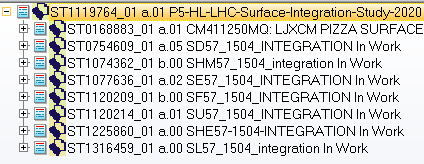 ST1119764_01 a.01 P5-HL-LHC-Surface-Integration-Study-2020
ST0168883_01 a.01 CM411250MQ: LJXCM PIZZA SURFACE
ST0754609_01 a.05 SD57_1504_INTEGRATION In Work
ST1074362_01 b.00 SHM57_1504_integration In Work
ST1077636_01 a.02 SE57_1504_INTEGRATION In Work
ST1120209_01 b.00 SF57_1504_INTEGRATION In Work
ST1120214_01 a.01 SU57_1504_INTEGRATION In Work
ST1225860_01 a.00 SHE57-1504-INTEGRATION In Work
ST1316459_01 a.00 SL57_1504_integration In Work